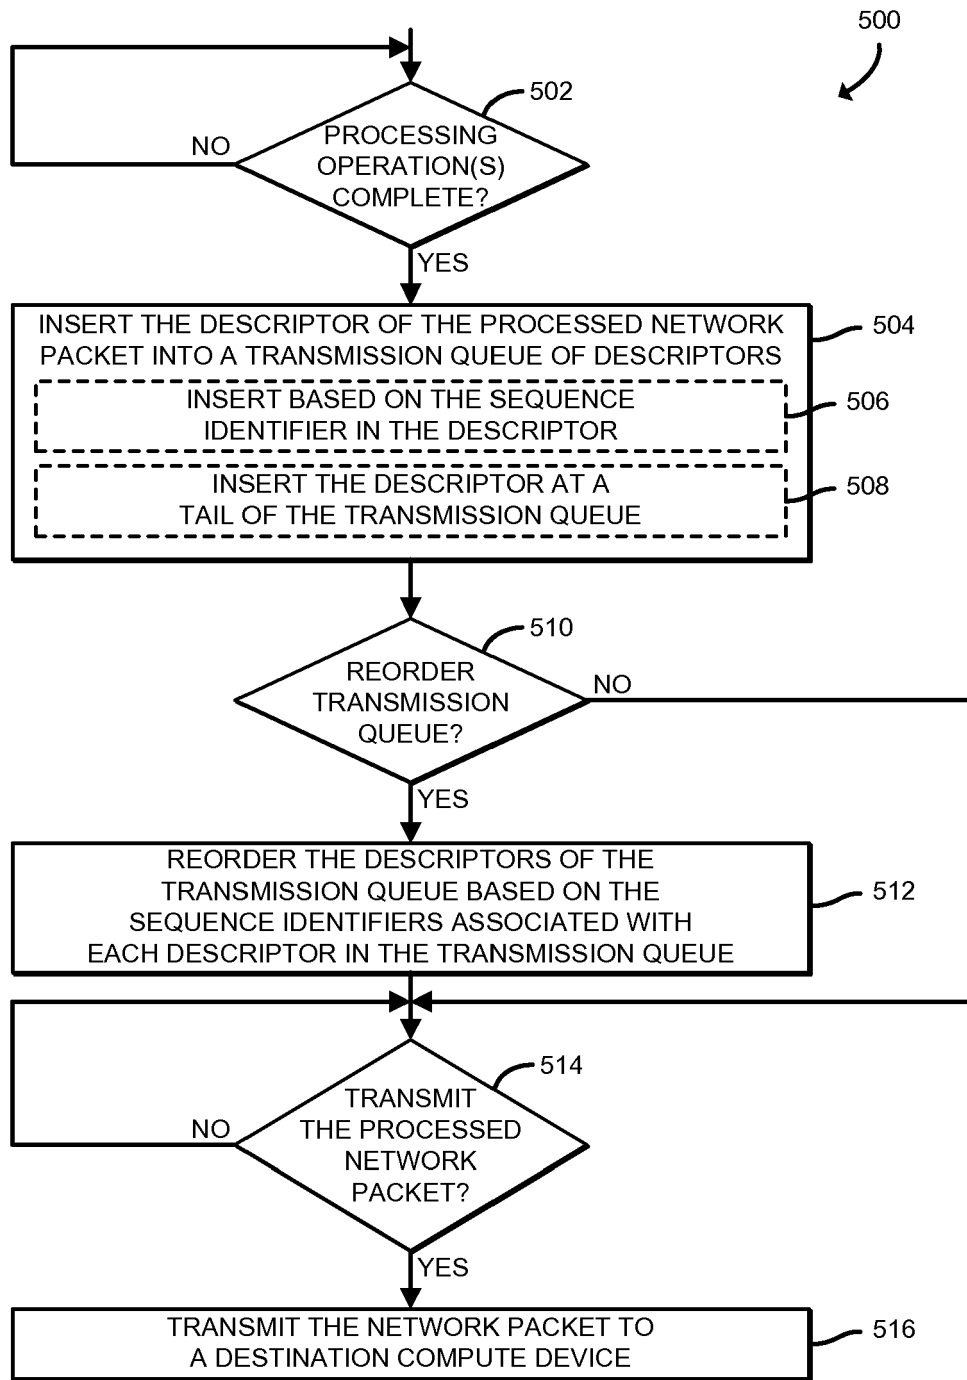 500
502
PROCESSING
OPERATION(S)
COMPLETE?
NO
YES
INSERT THE DESCRIPTOR OF THE PROCESSED NETWORK
PACKET INTO A TRANSMISSION QUEUE OF DESCRIPTORS
504
INSERT BASED ON THE SEQUENCE
IDENTIFIER IN THE DESCRIPTOR
506
INSERT THE DESCRIPTOR AT A
TAIL OF THE TRANSMISSION QUEUE
508
510
REORDER
TRANSMISSION
QUEUE?
NO
YES
REORDER THE DESCRIPTORS OF THE
TRANSMISSION QUEUE BASED ON THE
SEQUENCE IDENTIFIERS ASSOCIATED WITH
EACH DESCRIPTOR IN THE TRANSMISSION QUEUE
512
514
TRANSMIT
THE PROCESSED
NETWORK
PACKET?
NO
YES
TRANSMIT THE NETWORK PACKET TO
A DESTINATION COMPUTE DEVICE
516